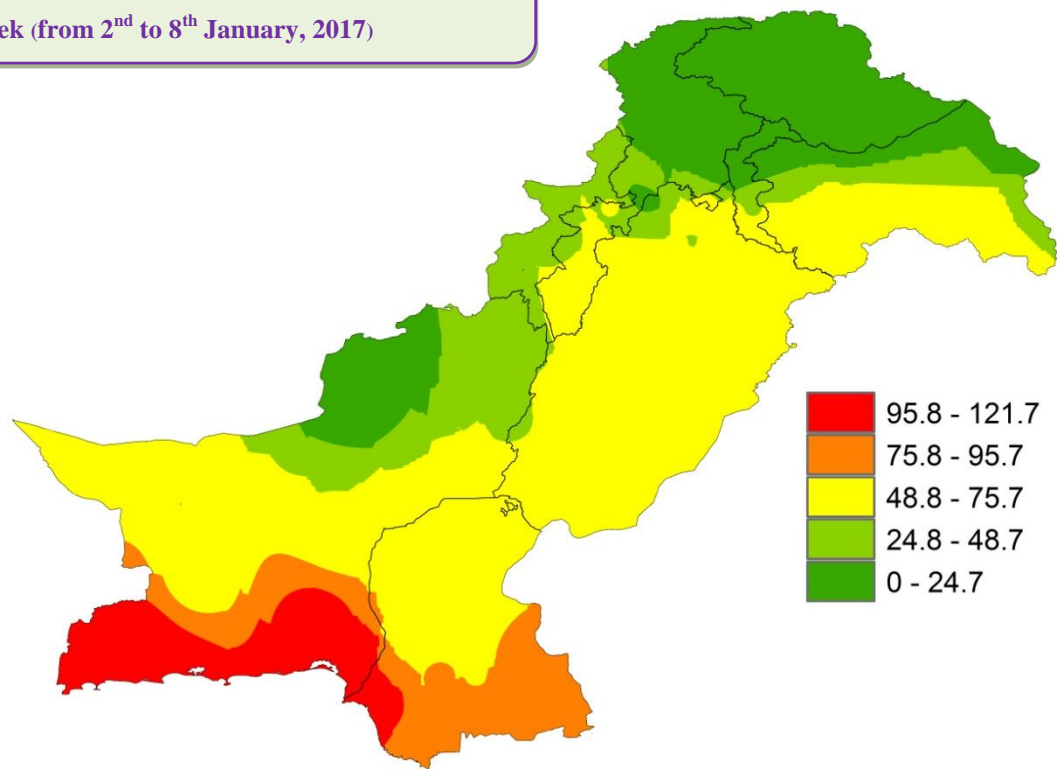 ek (from 2nd to 8th January, 2017)
95.8 - 121.7
75.8 - 95.7
48.8 - 75.7
24.8 - 48.7
0 - 24.7